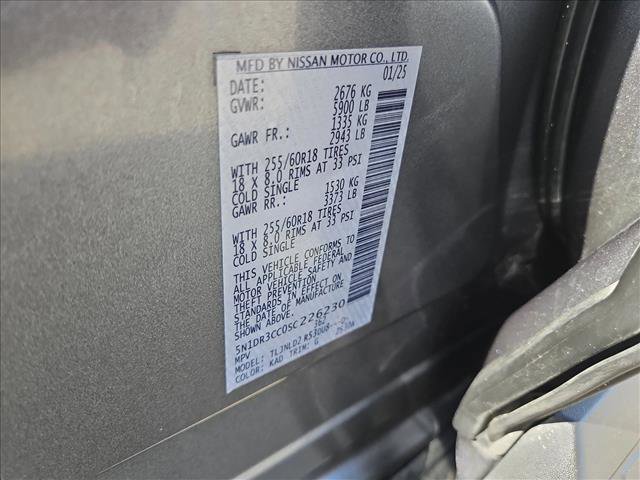 MFD BY NISSAN MOTOR CO., LTD.
DATE: 01/25
GVWR: 2676 KG
5900 LB
GAWR FR.: 1335 KG
2943 LB
WITH 255/60R18 TIRES
18 X 8.0 RIMS AT 33 PSI
COLD SINGLE
GAWR RR.: 1530 KG
3373 LB
WITH 255/60R18 TIRES
18 X 8.0 RIMS AT 33 PSI
COLD SINGLE
THIS VEHICLE CONFORMS TO
ALL APPLICABLE FEDERAL
MOTOR VEHICLE SAFETY AND
THEFT PREVENTION
THE DATE OF MANUFACTURE
SHOWN ABOVE.
5N1DR3CC0SC226230
MPV 362
MODEL:
COLOR: KAD TRIM: G